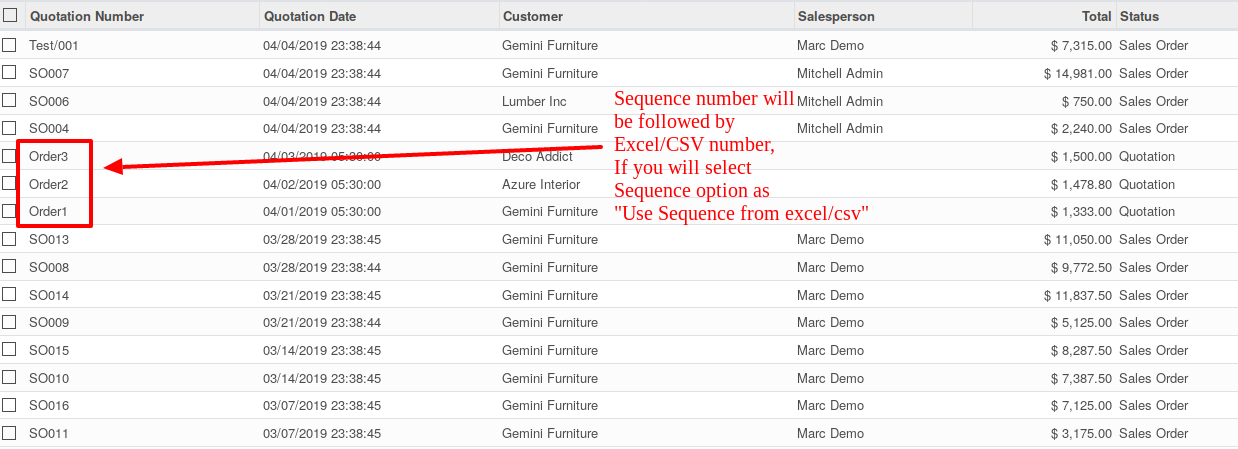 Quotation Number Quotation Date Customer Salesperson Total Status
Test/001 04/04/2019 23:38:44 Gemini Furniture Marc Demo $ 7,315.00 Sales Order
SO007 04/04/2019 23:38:44 Gemini Furniture Mitchell Admin $ 14,981.00 Sales Order
SO006 04/04/2019 23:38:44 Lumber Inc Mitchell Admin $ 750.00 Sales Order
SO004 04/04/2019 23:38:44 Gemini Furniture Mitchell Admin $ 2,240.00 Sales Order
Order3 04/03/2019 05:30:00 Deco Addict $ 1,500.00 Quotation
Order2 04/02/2019 05:30:00 Azure Interior $ 1,478.80 Quotation
Order1 04/01/2019 05:30:00 Gemini Furniture $ 1,333.00 Quotation
SO013 03/28/2019 23:38:45 Gemini Furniture Marc Demo $ 11,050.00 Sales Order
SO008 03/28/2019 23:38:44 Gemini Furniture Marc Demo $ 9,772.50 Sales Order
SO014 03/21/2019 23:38:45 Gemini Furniture Marc Demo $ 11,837.50 Sales Order
SO009 03/21/2019 23:38:44 Gemini Furniture Marc Demo $ 5,125.00 Sales Order
SO015 03/14/2019 23:38:45 Gemini Furniture Marc Demo $ 8,287.50 Sales Order
SO010 03/14/2019 23:38:45 Gemini Furniture Marc Demo $ 7,387.50 Sales Order
SO016 03/07/2019 23:38:45 Gemini Furniture Marc Demo $ 7,125.00 Sales Order
SO011 03/07/2019 23:38:45 Gemini Furniture Marc Demo $ 3,175.00 Sales Order
Sequence number will
be followed by
Excel/CSV number,
If you will select
Sequence option as
"Use Sequence from excel/csv"